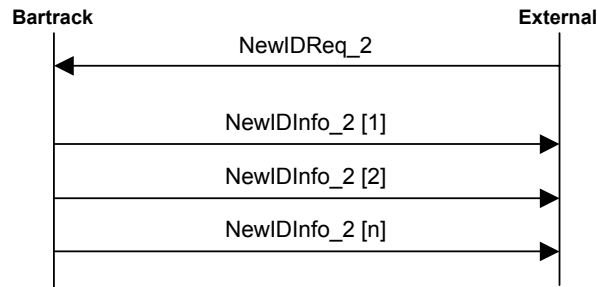 Bartrack External
NewIDReq_2
NewIDInfo_2 [1]
NewIDInfo_2 [2]
NewIDInfo_2 [n]